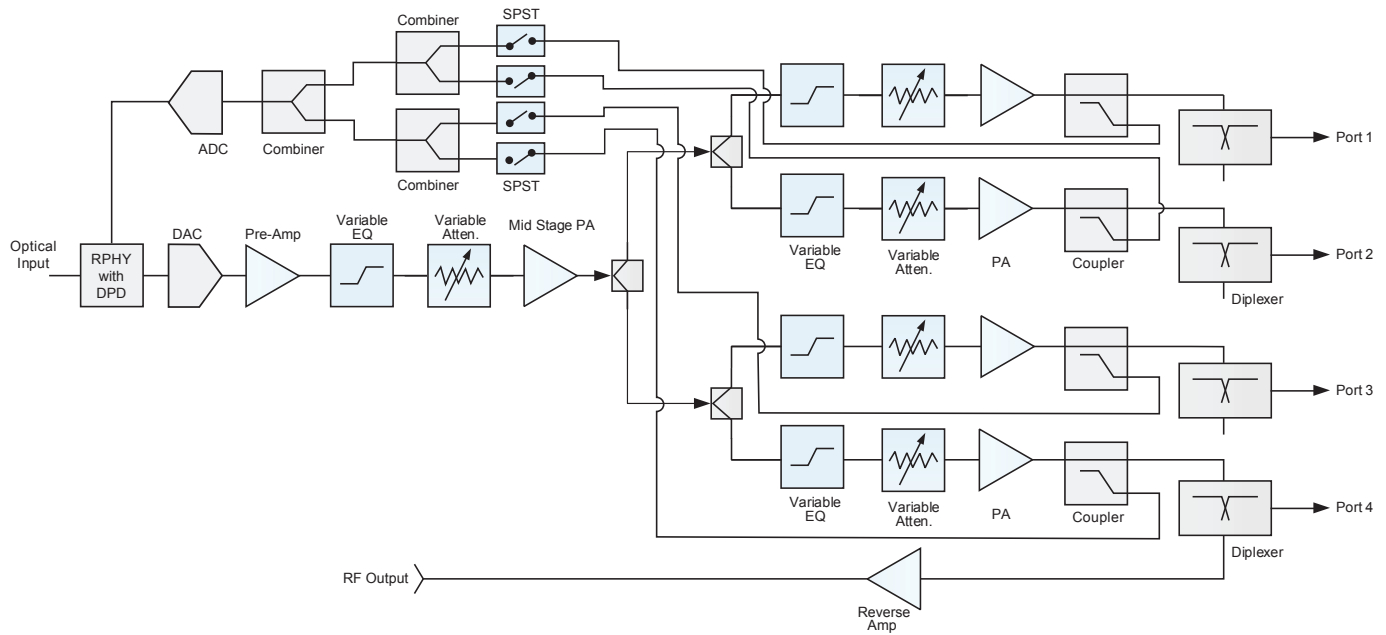 Combiner
SPST
ADC
Combiner
Combiner
SPST
Optical
Input
RPHY
with
DPD
DAC
Pre-Amp
Variable
EQ
Variable
Atten.
Mid Stage PA
Port 1
Variable
EQ
Variable
Atten.
PA
Coupler
Port 2
Diplexer
Port 3
Variable
EQ
Variable
Atten.
PA
Coupler
Port 4
Diplexer
RF Output
Reverse
Amp